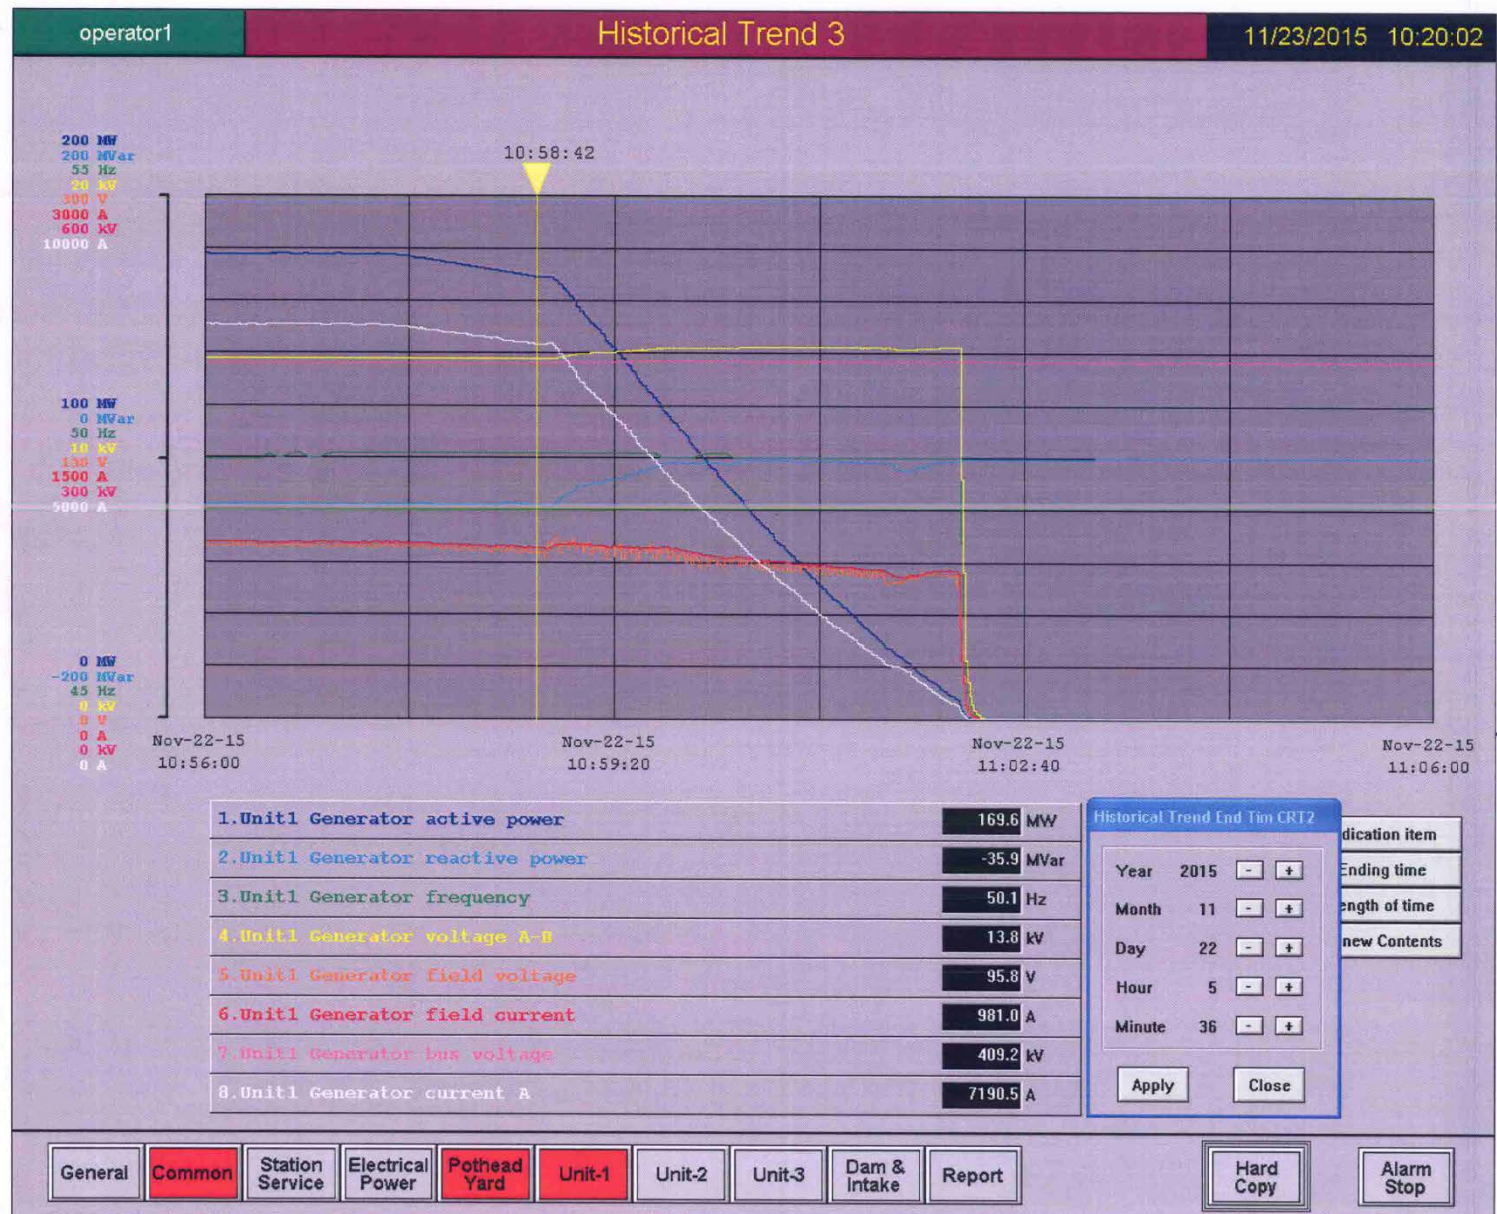 operator1
Historical Trend 3
11/23/2015 10:20:02
10:58:42
200 MW
200 MVar
55 Hz
20 kV
300 V
3000 A
600 kV
10000 A
100 MW
0 MVar
50 Hz
10 kV
150 V
1500 A
300 kV
5000 A
0 MW
-200 MVar
45 Hz
0 kV
0 V
0 A
0 kV
0 A
Nov-22-15 Nov-22-15 Nov-22-15 Nov-22-15
10:56:00 10:59:20 11:02:40 11:06:00
1.Unit1 Generator active power 169.6 MW
2.Unit1 Generator reactive power -35.9 MVar
3.Unit1 Generator frequency 50.1 Hz
4.Unit1 Generator voltage A-B 13.8 kV
5.Unit1 Generator field voltage 95.8 V
6.Unit1 Generator field current 981.0 A
7.Unit1 Generator bus voltage 409.2 kV
8.Unit1 Generator current A 7190.5 A
Historical Trend End Tim CRT2
Year 2015 - +
Month 11 - +
Day 22 - +
Hour 5 - +
Minute 36 - +
Apply Close
dication item
Ending time
ength of time
new Contents
General
Common
Station
Service
Electrical
Power
Pothead
Yard
Unit-1
Unit-2
Unit-3
Dam &
Intake
Report
Hard
Copy
Alarm
Stop